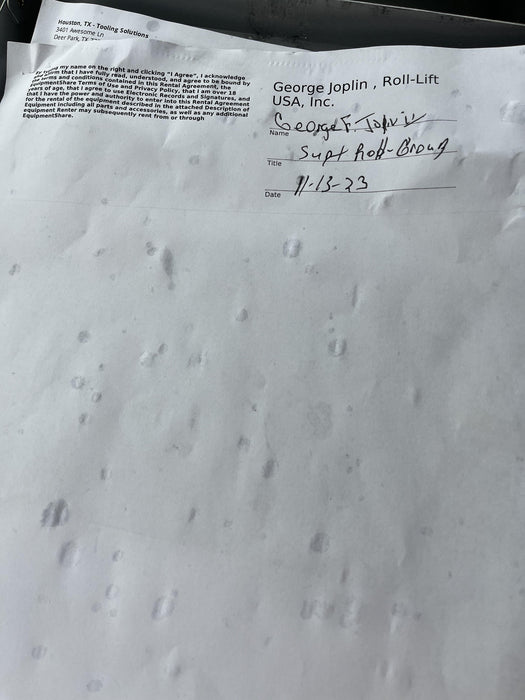 Houston, TX - Tooling Solutions
3401 Awesome Ln
Deer Park, TX
my name on the right and clicking "I Agree", I acknowledge
that I have fully read, understood, and agree to be bound by
terms and conditions contained in this Rental Agreement, the
EquipmentShare Terms of Use and Privacy Policy, that I am over 18
years of age, that I agree to use Electronic Records and Signatures, and
that I have the power and authority to enter into this Rental Agreement
for the rental of the equipment described in the attached Description of
Equipment including all parts and accessories, as well as any additional
equipment Renter may subsequently rent from or through
EquipmentShare.
George Joplin , Roll-Lift
USA, Inc.
George F. Joplin
Name
Supt Roll-Group
Title
11-13-23
Date